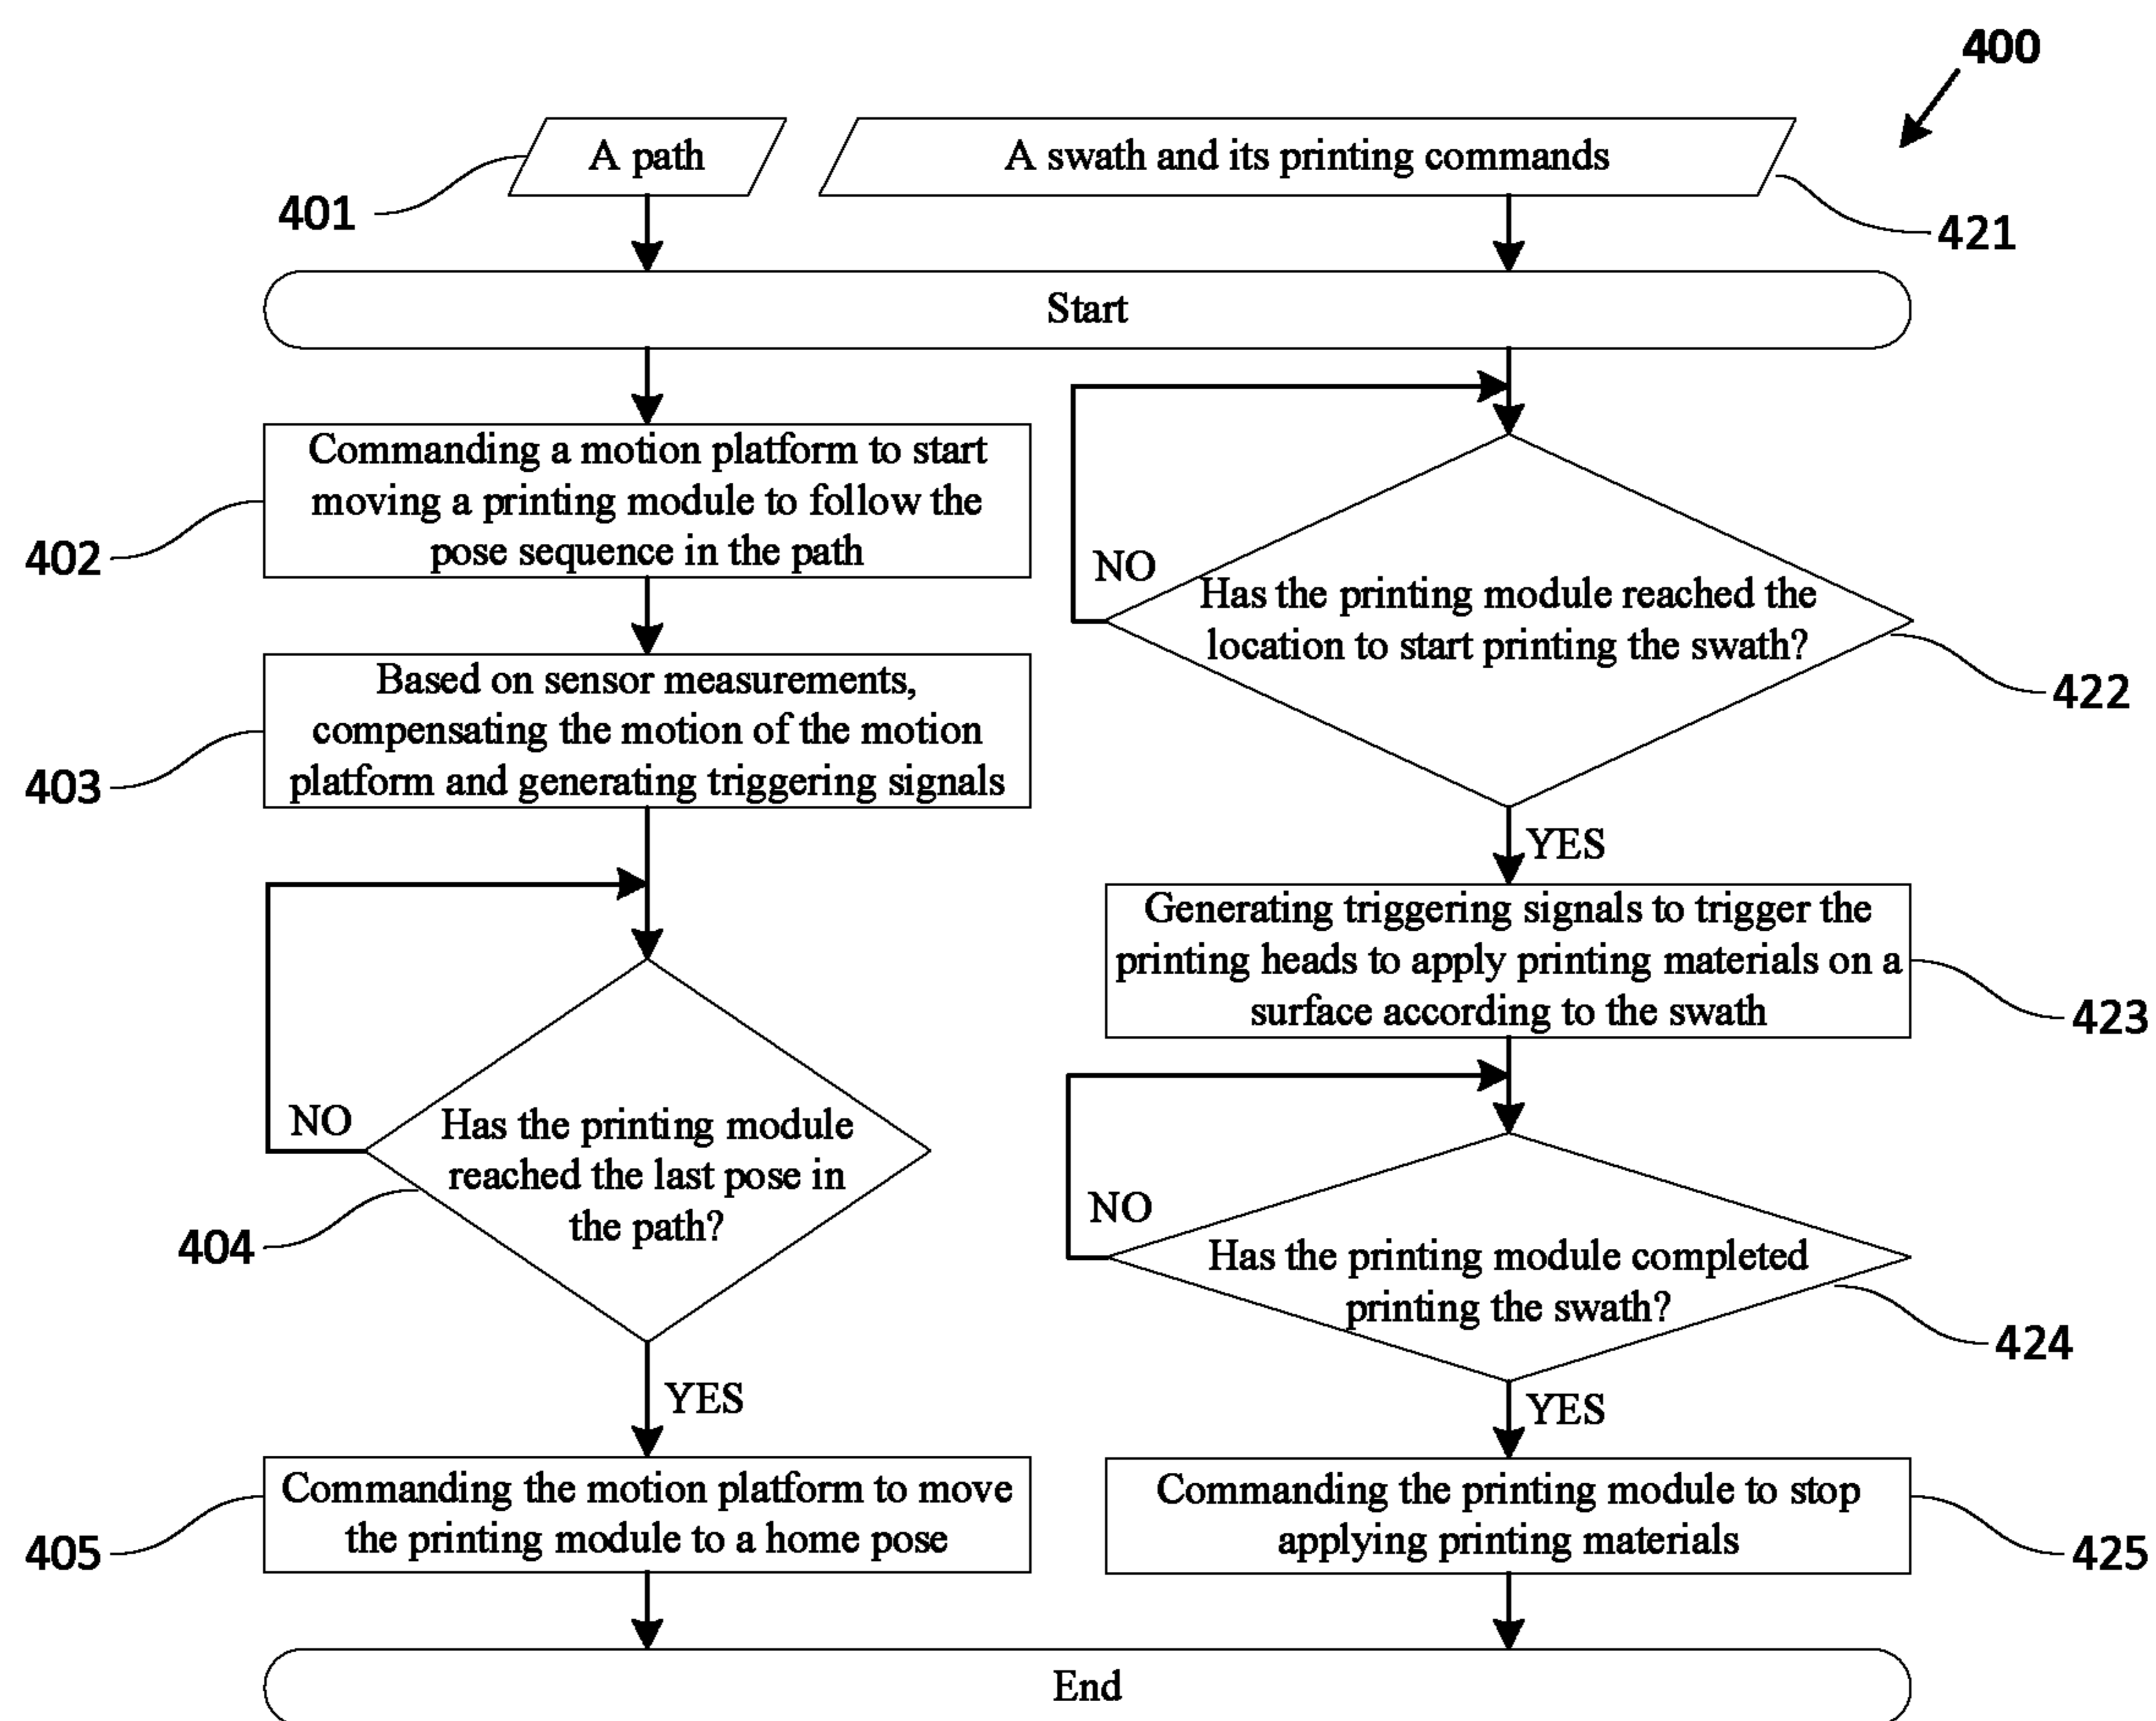 400
A path
A swath and its printing commands
401
421
Start
Commanding a motion platform to start
moving a printing module to follow the
pose sequence in the path
402
NO
Has the printing module reached the
location to start printing the swath?
422
Based on sensor measurements,
compensating the motion of the motion
platform and generating triggering signals
403
YES
Generating triggering signals to trigger the
printing heads to apply printing materials on a
surface according to the swath
423
NO
Has the printing module
reached the last pose in
the path?
404
NO
Has the printing module completed
printing the swath?
424
YES
YES
Commanding the motion platform to move
the printing module to a home pose
405
Commanding the printing module to stop
applying printing materials
425
End